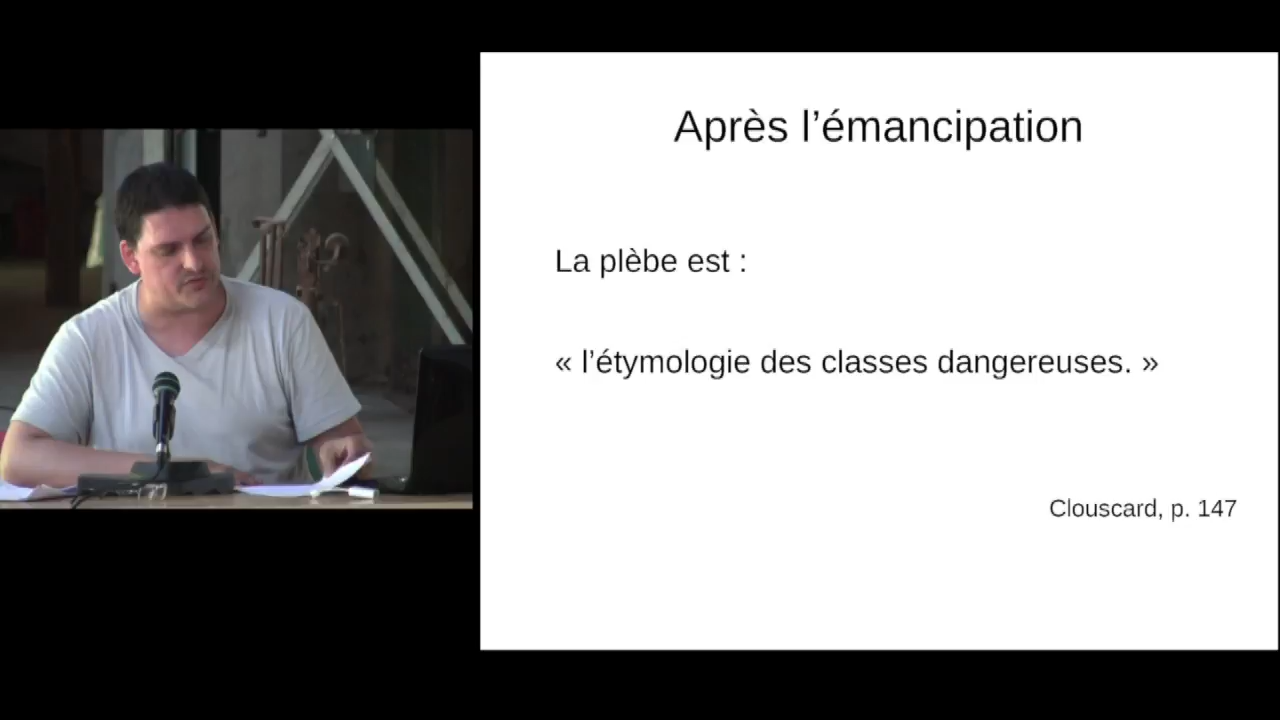 Après l’émancipation
La plèbe est :
« l’étymologie des classes dangereuses. »
Clouscard, p. 147